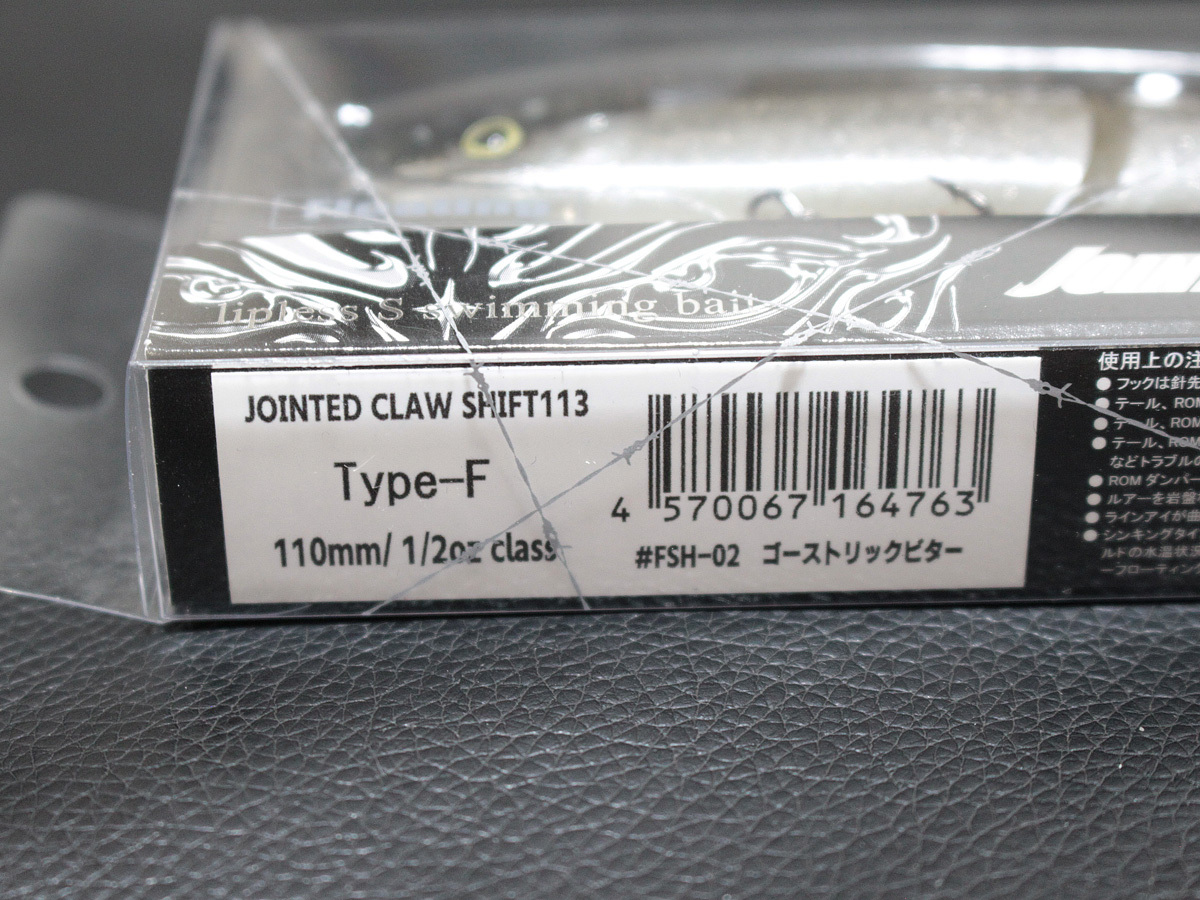 lipless S swimming bait
JOINTED CLAW SHIFT113
Type-F
110mm/ 1/2oz class
4 570067 164763
#FSH-02 ゴーストリックビター
使用上の注
●フックは針先
●テール、ROM
●テール、ROM
●テール、ROM
などトラブルの
●ROM ダンパー
●ルアーを岩盤
●ラインアイが曲
●シンキングタイ
ルドの水温状況
ーフローティング